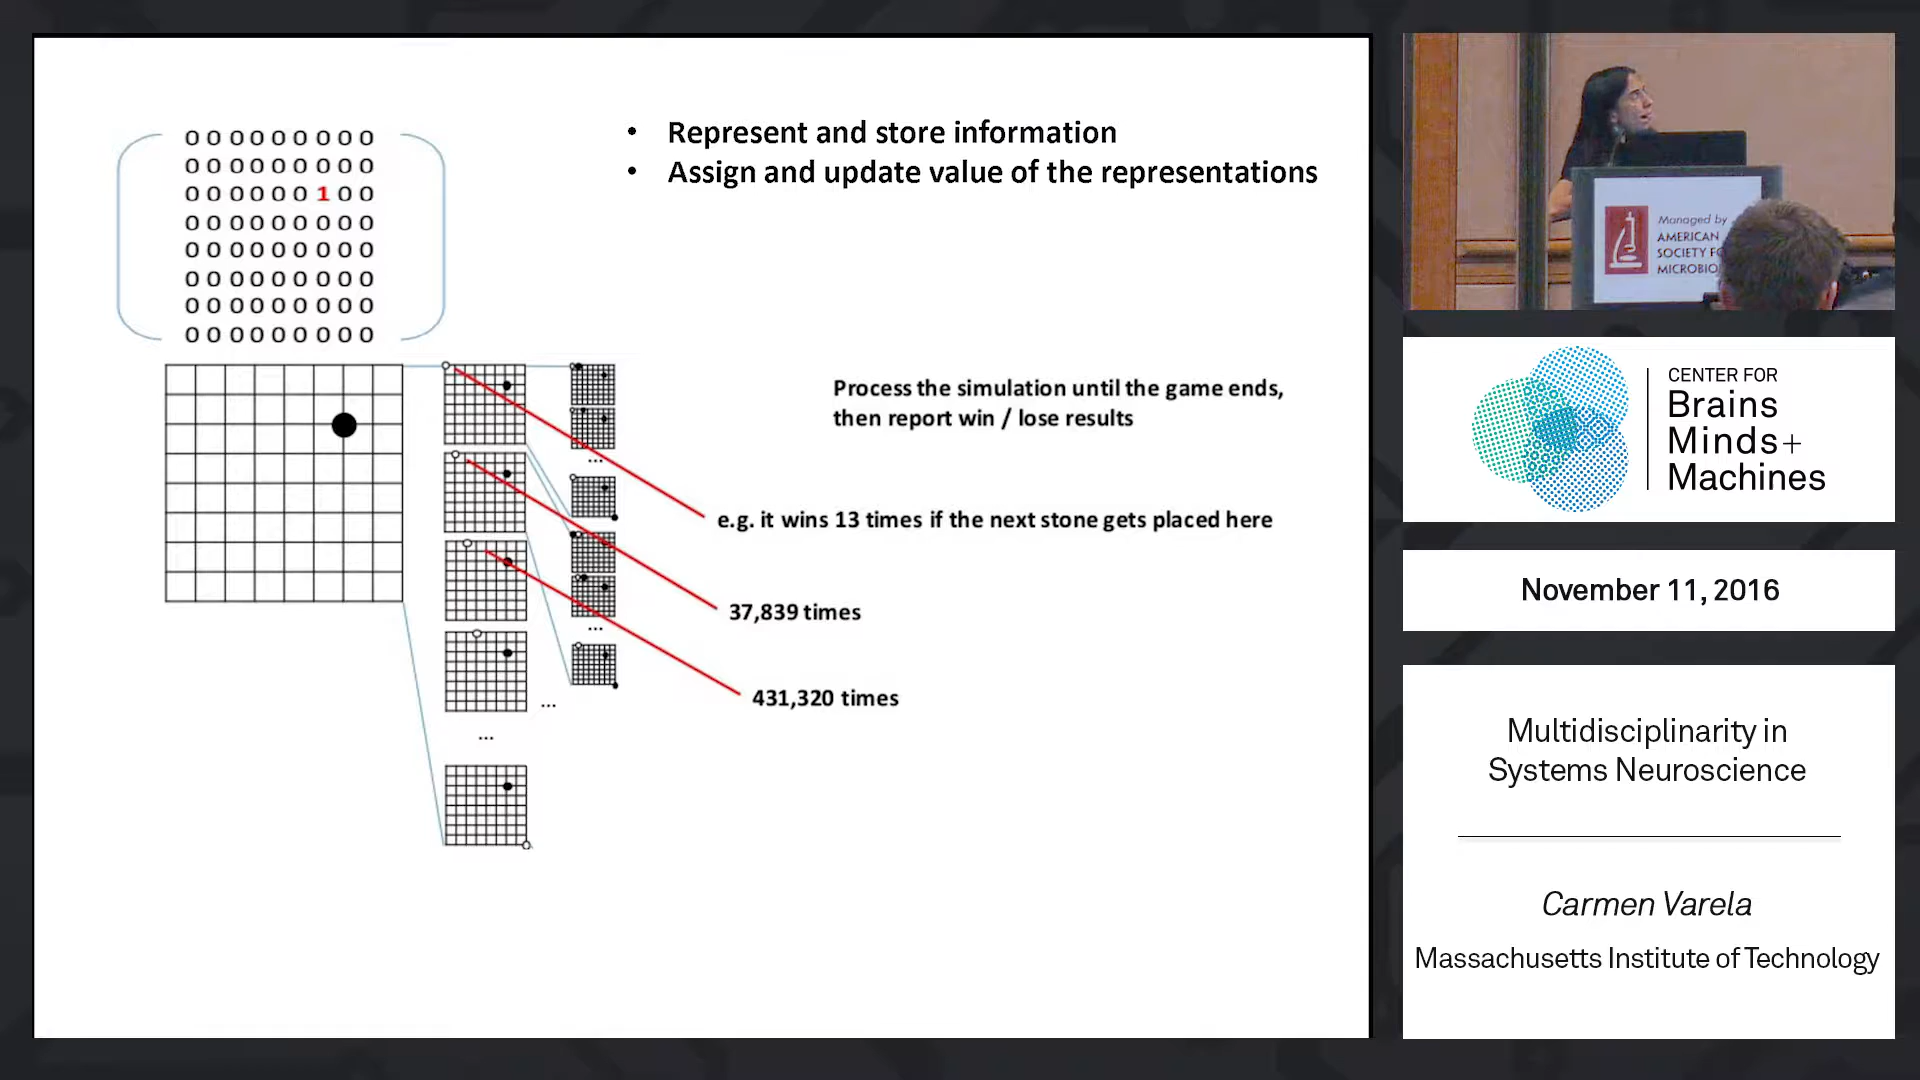 0 0 0 0 0 0 0 0 0
0 0 0 0 0 0 0 0 0
0 0 0 0 0 0 1 0 0
0 0 0 0 0 0 0 0 0
0 0 0 0 0 0 0 0 0
0 0 0 0 0 0 0 0 0
0 0 0 0 0 0 0 0 0
0 0 0 0 0 0 0 0 0
• Represent and store information
• Assign and update value of the representations
Process the simulation until the game ends,
then report win / lose results
...
e.g. it wins 13 times if the next stone gets placed here
37,839 times
...
431,320 times
...
...
Managed by
AMERICAN
SOCIETY
MICROBIO
CENTER FOR
Brains
Minds+
Machines
November 11, 2016
Multidisciplinarity in
Systems Neuroscience
Carmen Varela
Massachusetts Institute of Technology